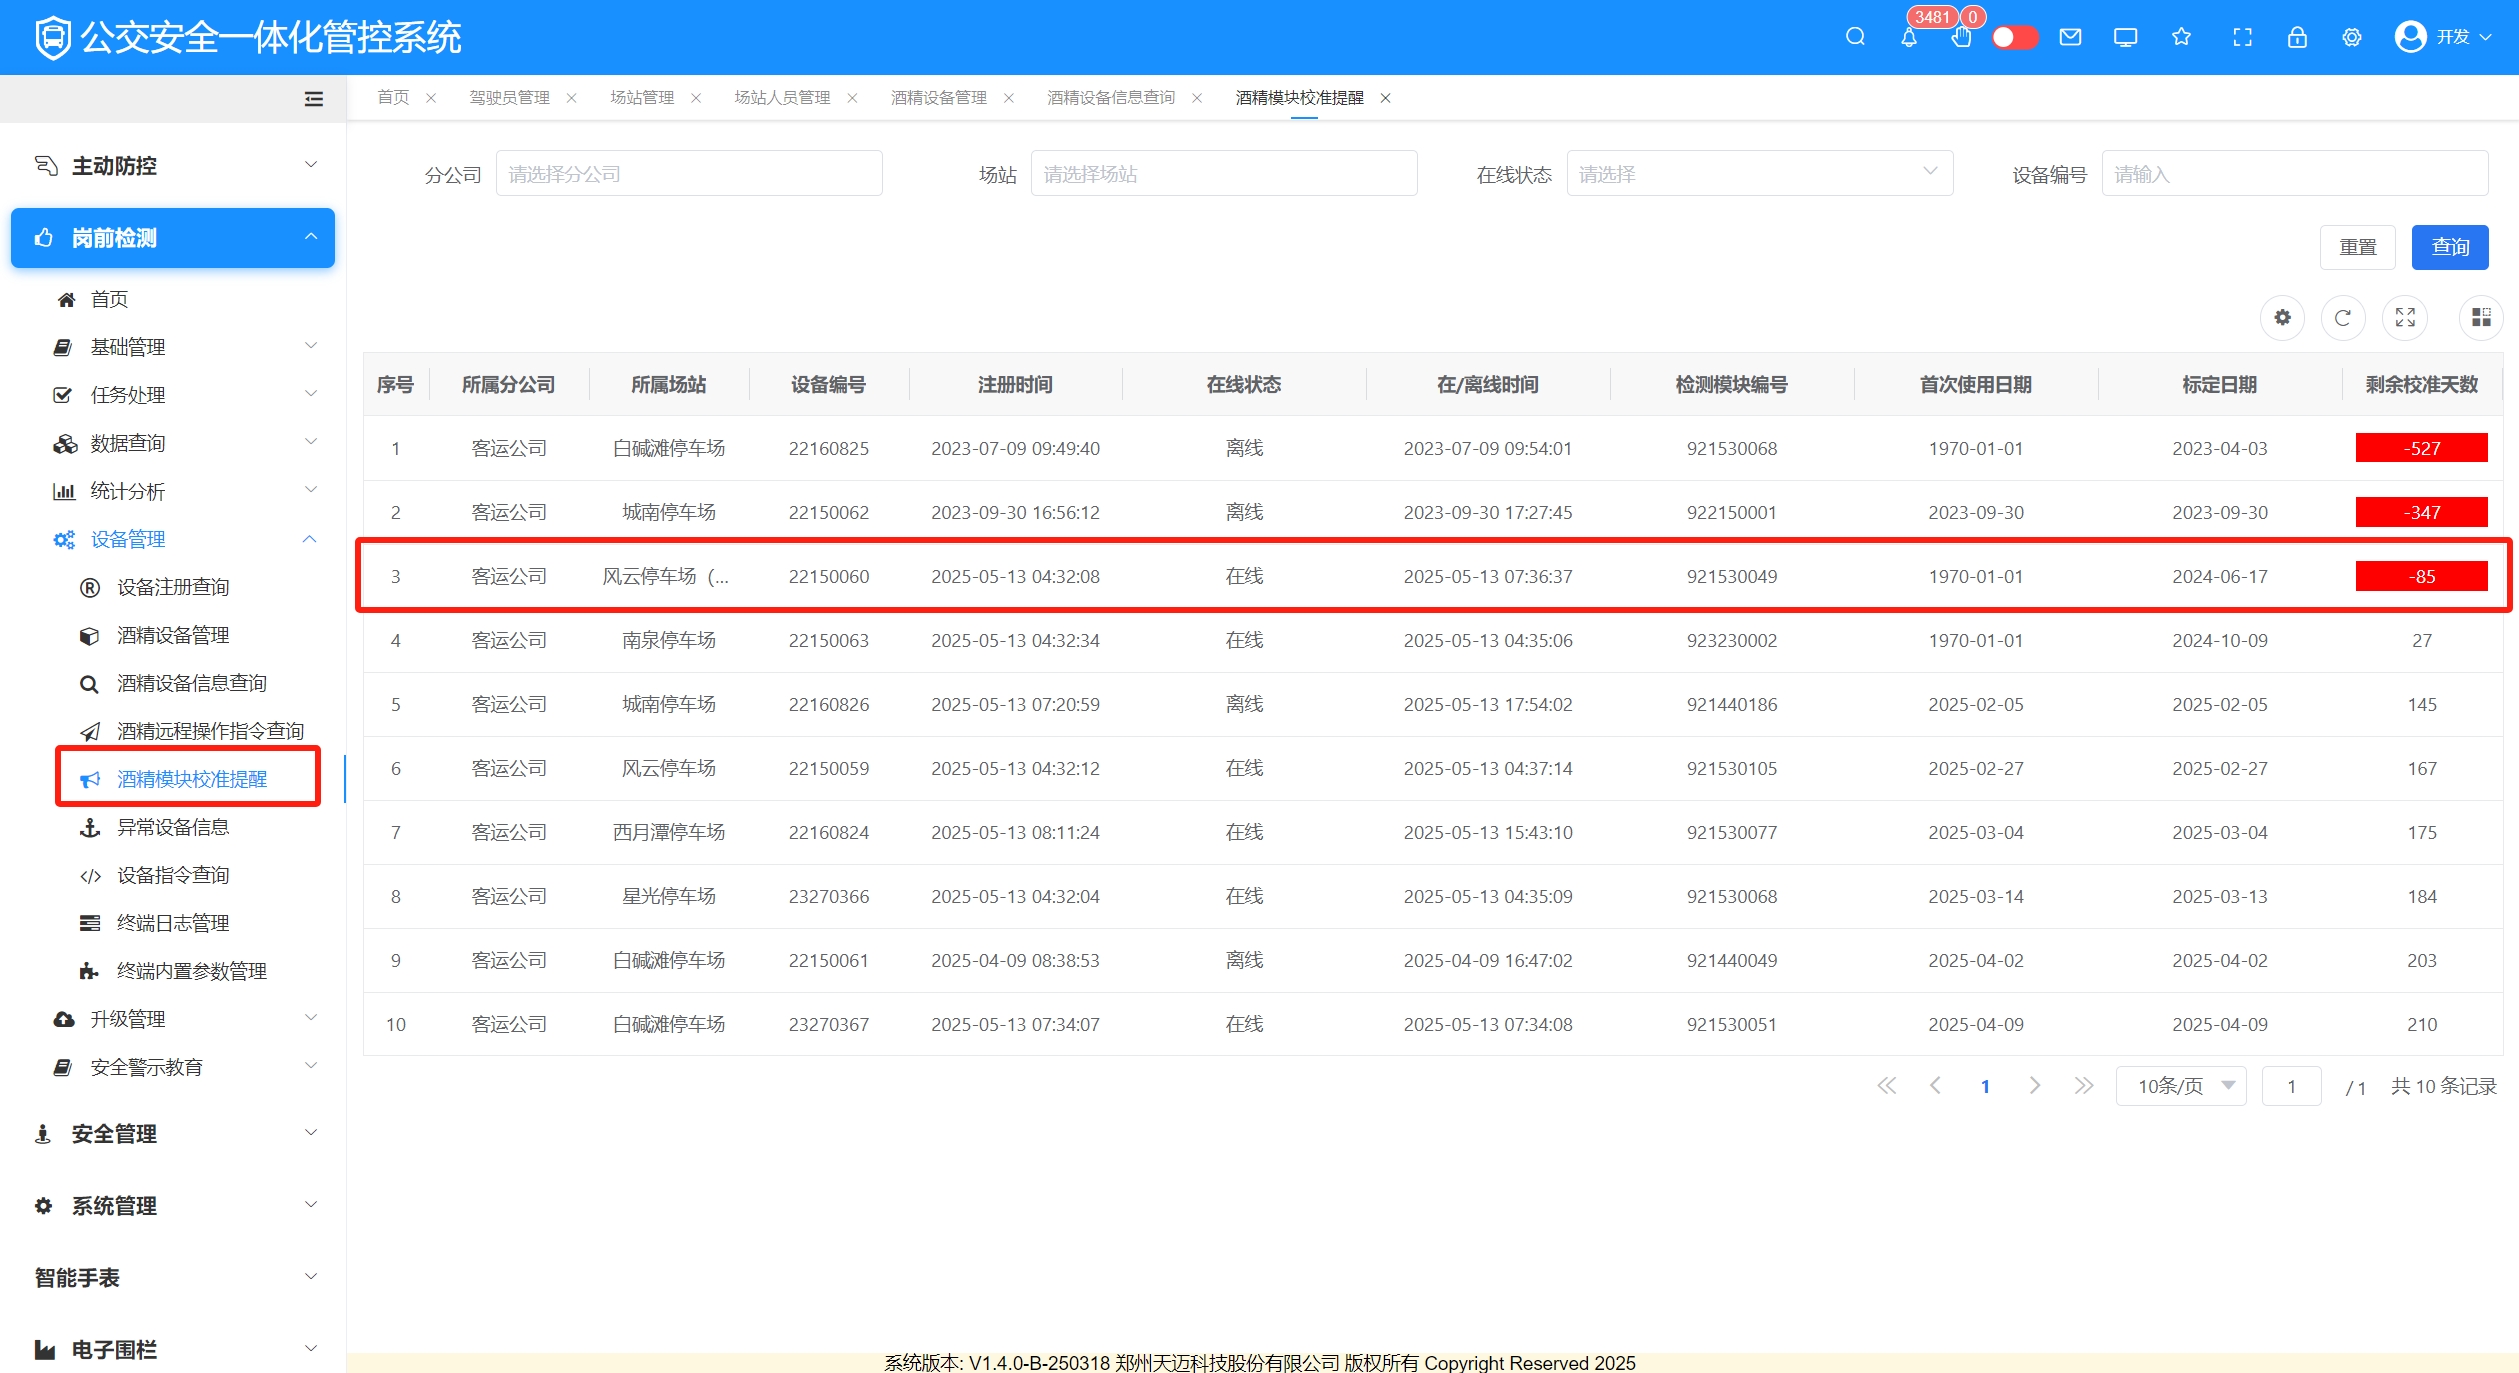 公交安全一体化管控系统
3481 0
开发
首页 驾驶员管理 场站管理 场站人员管理 酒精设备管理 酒精设备信息查询 酒精模块校准提醒
主动防控
岗前检测
首页
基础管理
任务处理
数据查询
统计分析
设备管理
设备注册查询
酒精设备管理
酒精设备信息查询
酒精远程操作指令查询
酒精模块校准提醒
异常设备信息
设备指令查询
终端日志管理
终端内置参数管理
升级管理
安全警示教育
安全管理
系统管理
智能手表
电子围栏
分公司 请选择分公司 场站 请选择场站 在线状态 请选择 设备编号 请输入
重置 查询
序号 所属分公司 所属场站 设备编号 注册时间 在线状态 在/离线时间 检测模块编号 首次使用日期 标定日期 剩余校准天数
1 客运公司 白碱滩停车场 22160825 2023-07-09 09:49:40 离线 2023-07-09 09:54:01 921530068 1970-01-01 2023-04-03 -527
2 客运公司 城南停车场 22150062 2023-09-30 16:56:12 离线 2023-09-30 17:27:45 922150001 2023-09-30 2023-09-30 -347
3 客运公司 风云停车场（... 22150060 2025-05-13 04:32:08 在线 2025-05-13 07:36:37 921530049 1970-01-01 2024-06-17 -85
4 客运公司 南泉停车场 22150063 2025-05-13 04:32:34 在线 2025-05-13 04:35:06 923230002 1970-01-01 2024-10-09 27
5 客运公司 城南停车场 22160826 2025-05-13 07:20:59 离线 2025-05-13 17:54:02 921440186 2025-02-05 2025-02-05 145
6 客运公司 风云停车场 22150059 2025-05-13 04:32:12 在线 2025-05-13 04:37:14 921530105 2025-02-27 2025-02-27 167
7 客运公司 西月潭停车场 22160824 2025-05-13 08:11:24 在线 2025-05-13 15:43:10 921530077 2025-03-04 2025-03-04 175
8 客运公司 星光停车场 23270366 2025-05-13 04:32:04 在线 2025-05-13 04:35:09 921530068 2025-03-14 2025-03-13 184
9 客运公司 白碱滩停车场 22150061 2025-04-09 08:38:53 离线 2025-04-09 16:47:02 921440049 2025-04-02 2025-04-02 203
10 客运公司 白碱滩停车场 23270367 2025-05-13 07:34:07 在线 2025-05-13 07:34:08 921530051 2025-04-09 2025-04-09 210
1 10条/页 1 / 1 共 10 条记录
系统版本: V1.4.0-B-250318 郑州天迈科技股份有限公司 版权所有 Copyright Reserved 2025